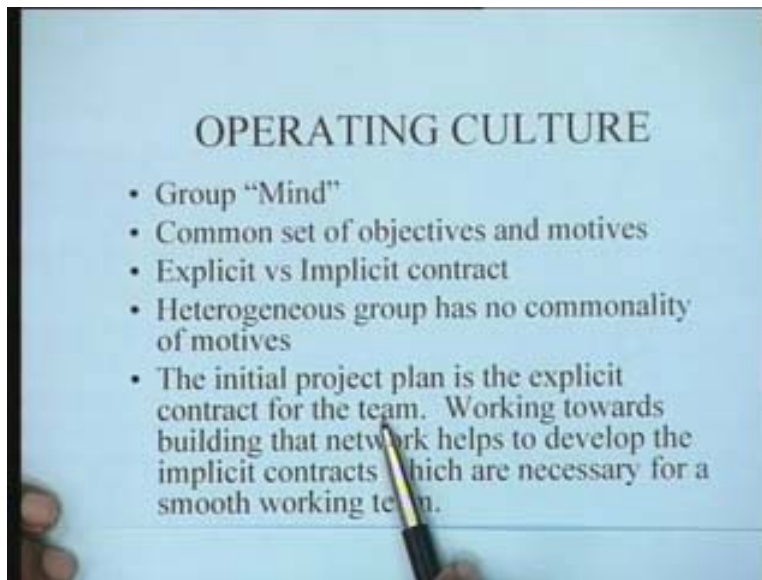 OPERATING CULTURE
• Group “Mind”
• Common set of objectives and motives
• Explicit vs Implicit contract
• Heterogeneous group has no commonality
of motives
• The initial project plan is the explicit
contract for the team. Working towards
building that network helps to develop the
implicit contracts which are necessary for a
smooth working team.